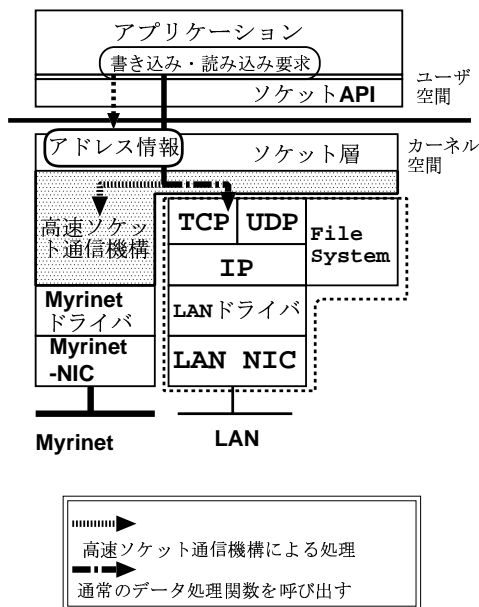 アプリケーション
書き込み・読み込み要求
ソケットAPI
ユーザ
空間
アドレス情報
ソケット層
カーネル
空間
高速ソケッ
ト通信機構
TCP
UDP
File
System
IP
Myrinet
ドライバ
LANドライバ
Myrinet
-NIC
LAN NIC
Myrinet
LAN
高速ソケット通信機構による処理
通常のデータ処理関数を呼び出す